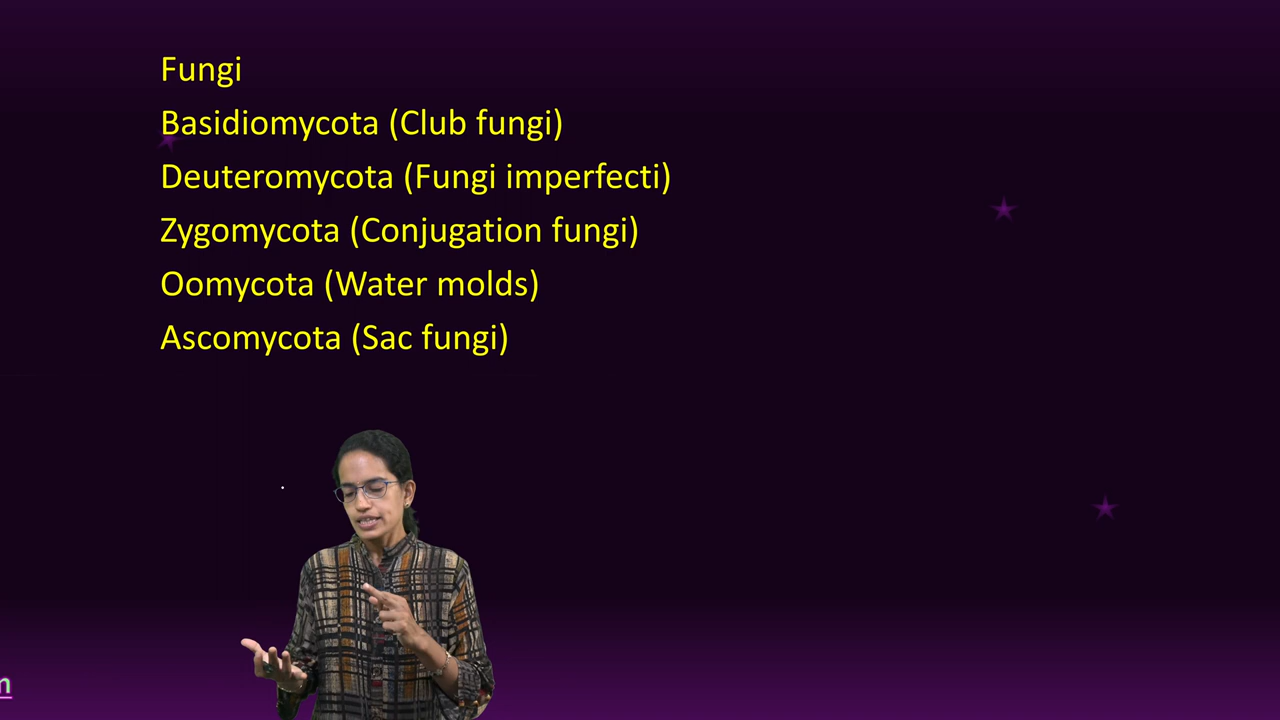 Fungi
Basidiomycota (Club fungi)
Deuteromycota (Fungi imperfecti)
Zygomycota (Conjugation fungi)
Oomycota (Water molds)
Ascomycota (Sac fungi)